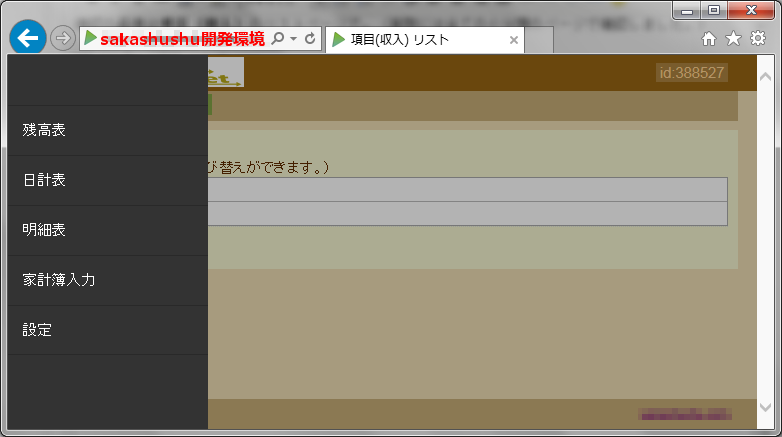 sakashushu開発環境
項目(収入) リスト
id:388527
残高表
び替えができます。)
日計表
明細表
家計簿入力
設定